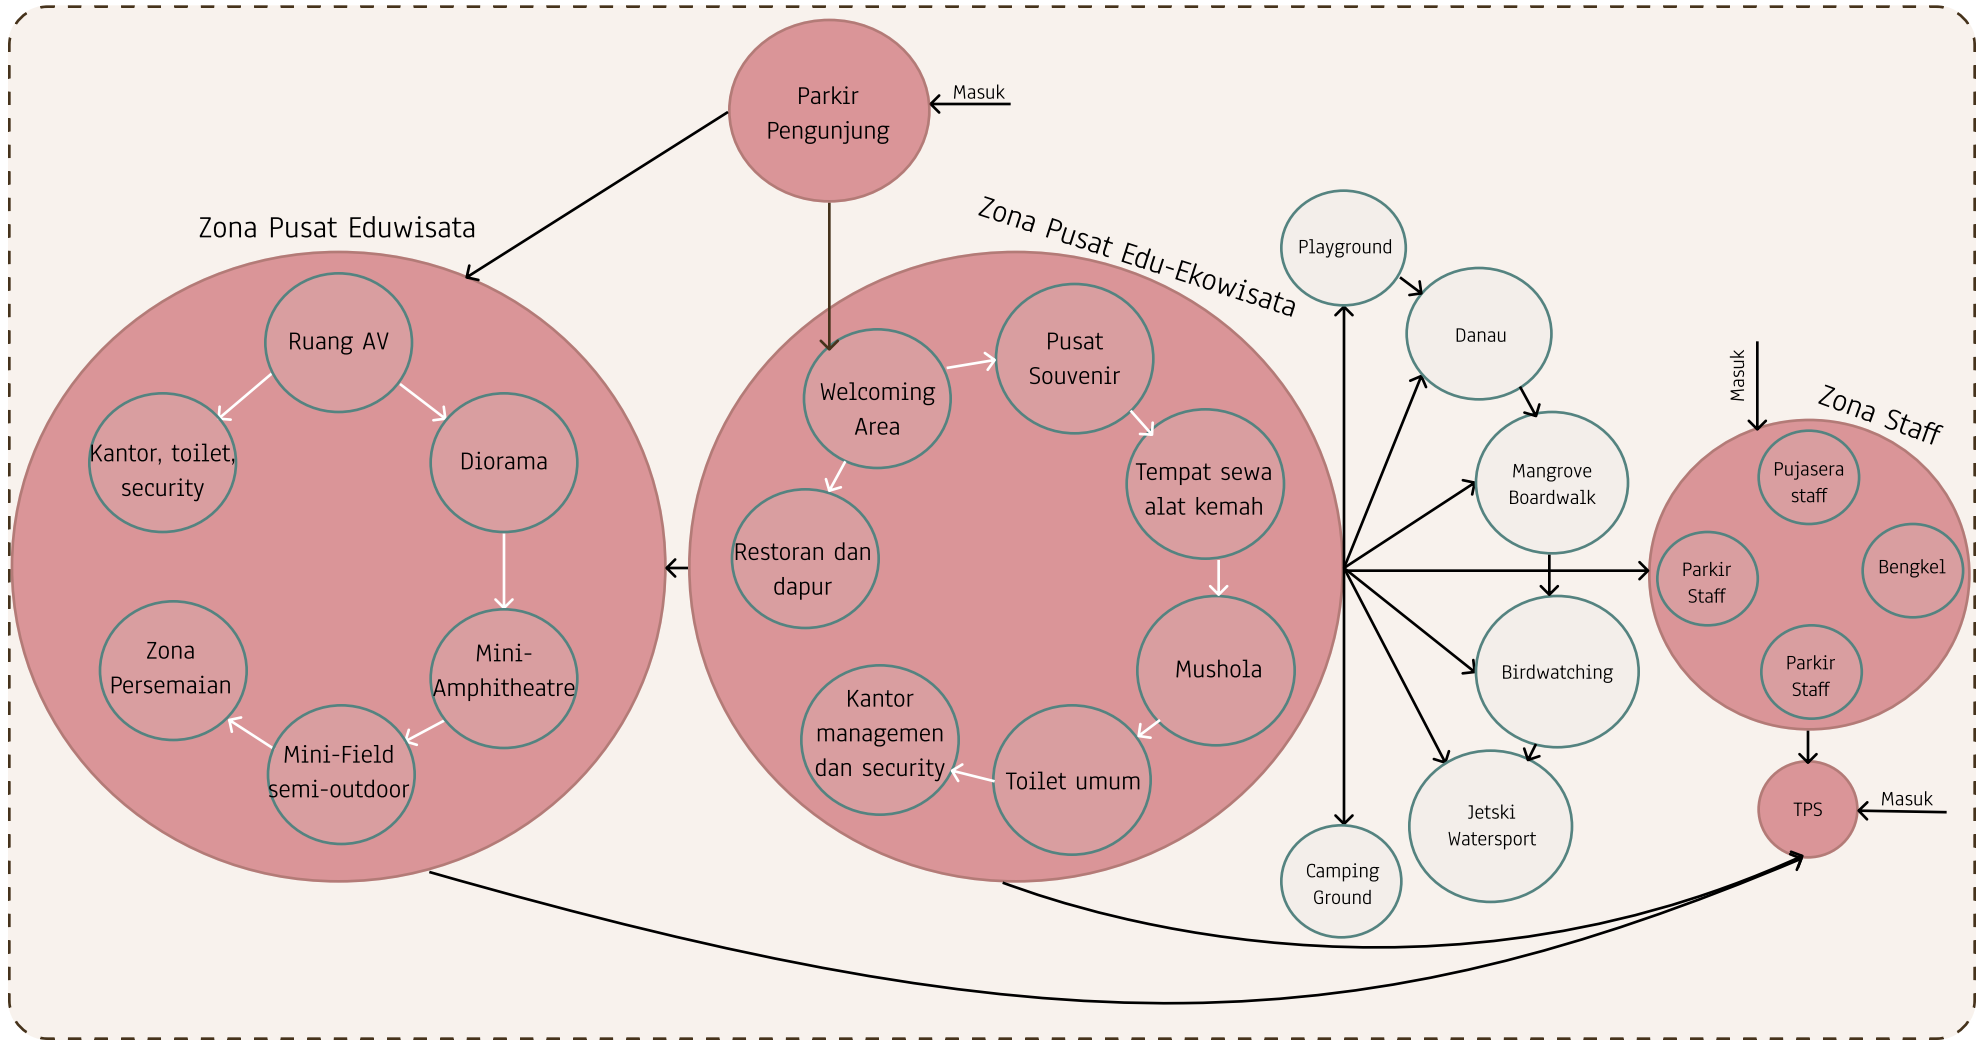 Parkir
Pengunjung
Masuk
Zona Pusat Eduwisata
Ruang AV
Kantor, toilet,
security
Diorama
Zona
Persemaian
Mini-
Amphitheatre
Mini-Field
semi-outdoor
Zona Pusat Edu-Ekowisata
Welcoming
Area
Pusat
Souvenir
Tempat sewa
alat kemah
Restoran dan
dapur
Mushola
Kantor
managemen
dan security
Toilet umum
Playground
Danau
Mangrove
Boardwalk
Birdwatching
Jetski
Watersport
Camping
Ground
Masuk
Zona Staff
Pujasera
staff
Parkir
Staff
Bengkel
Parkir
Staff
TPS
Masuk